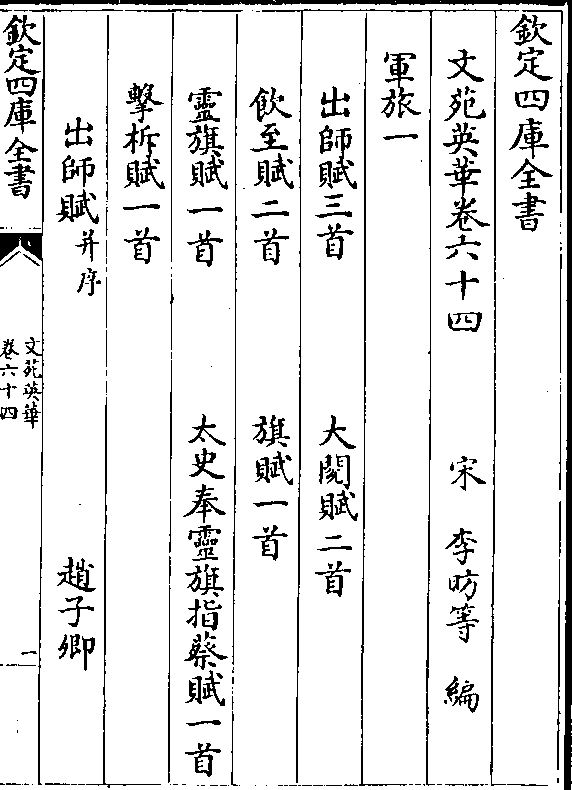 欽定四庫全書
文苑英華卷六十四 宋 李昉等 編
軍旅一
出師賦三首 大閱賦二首
飲至賦二首 旗賦一首
靈旗賦一首 太史奉靈旗指蔡賦一首
擊柝賦一首
出師賦并序 趙子卿
欽定四庫全書 文苑英華 卷六十四 一